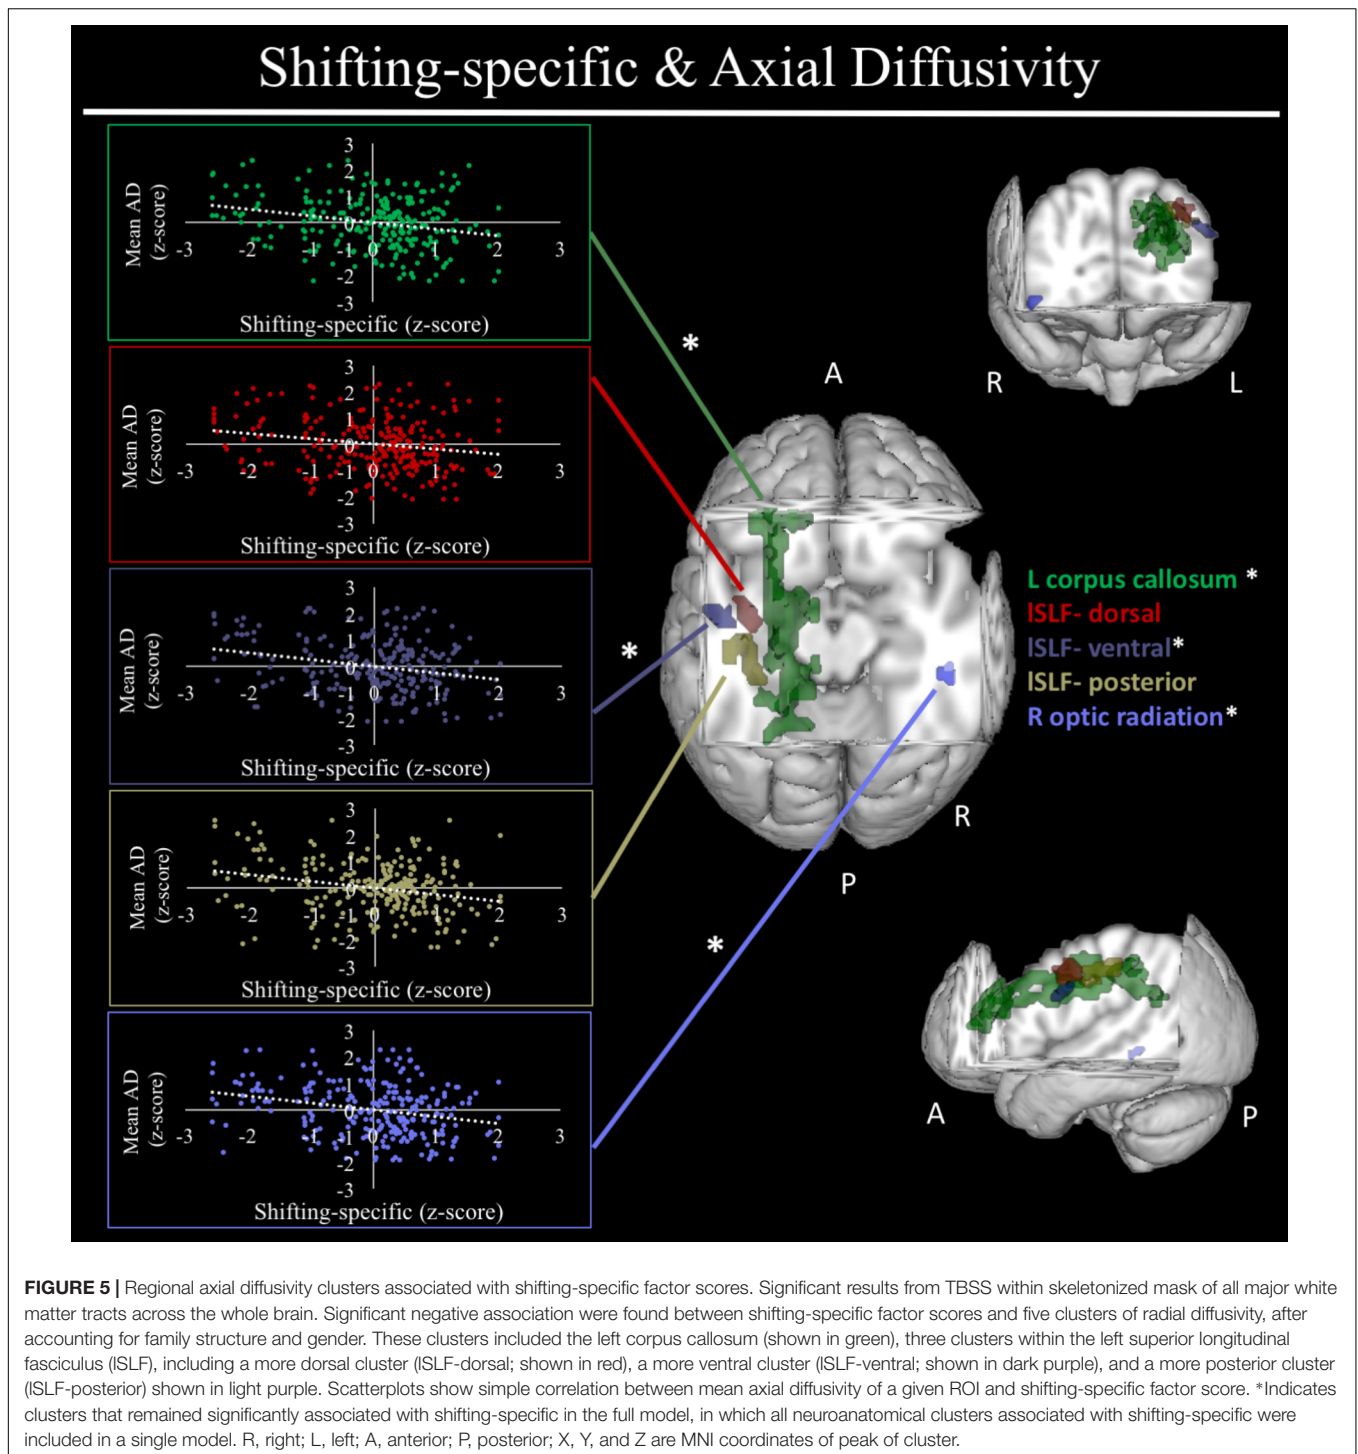 Shifting-specific & Axial Diffusivity
Mean AD
(z-score)
3
2
1
0
-1
-2
-3
-3
-2
-1
0
1
2
3
Shifting-specific (z-score)
Mean AD
(z-score)
3
2
1
0
-1
-2
-3
-3
-2
-1
0
1
2
3
Shifting-specific (z-score)
Mean AD
(z-score)
3
2
1
0
-1
-2
-3
-3
-2
-1
0
1
2
3
Shifting-specific (z-score)
Mean AD
(z-score)
3
2
1
0
-1
-2
-3
-3
-2
-1
0
1
2
3
Shifting-specific (z-score)
Mean AD
(z-score)
3
2
1
0
-1
-2
-3
-3
-2
-1
0
1
2
3
Shifting-specific (z-score)
*
*
*
A
R
P
R
L
L corpus callosum *
lSLF- dorsal
lSLF- ventral*
lSLF- posterior
R optic radiation*
A
P
FIGURE 5 | Regional axial diffusivity clusters associated with shifting-specific factor scores. Significant results from TBSS within skeletonized mask of all major white
matter tracts across the whole brain. Significant negative association were found between shifting-specific factor scores and five clusters of radial diffusivity, after
accounting for family structure and gender. These clusters included the left corpus callosum (shown in green), three clusters within the left superior longitudinal
fasciculus (lSLF), including a more dorsal cluster (lSLF-dorsal; shown in red), a more ventral cluster (lSLF-ventral; shown in dark purple), and a more posterior cluster
(lSLF-posterior) shown in light purple. Scatterplots show simple correlation between mean axial diffusivity of a given ROI and shifting-specific factor score. *Indicates
clusters that remained significantly associated with shifting-specific in the full model, in which all neuroanatomical clusters associated with shifting-specific were
included in a single model. R, right; L, left; A, anterior; P, posterior; X, Y, and Z are MNI coordinates of peak of cluster.